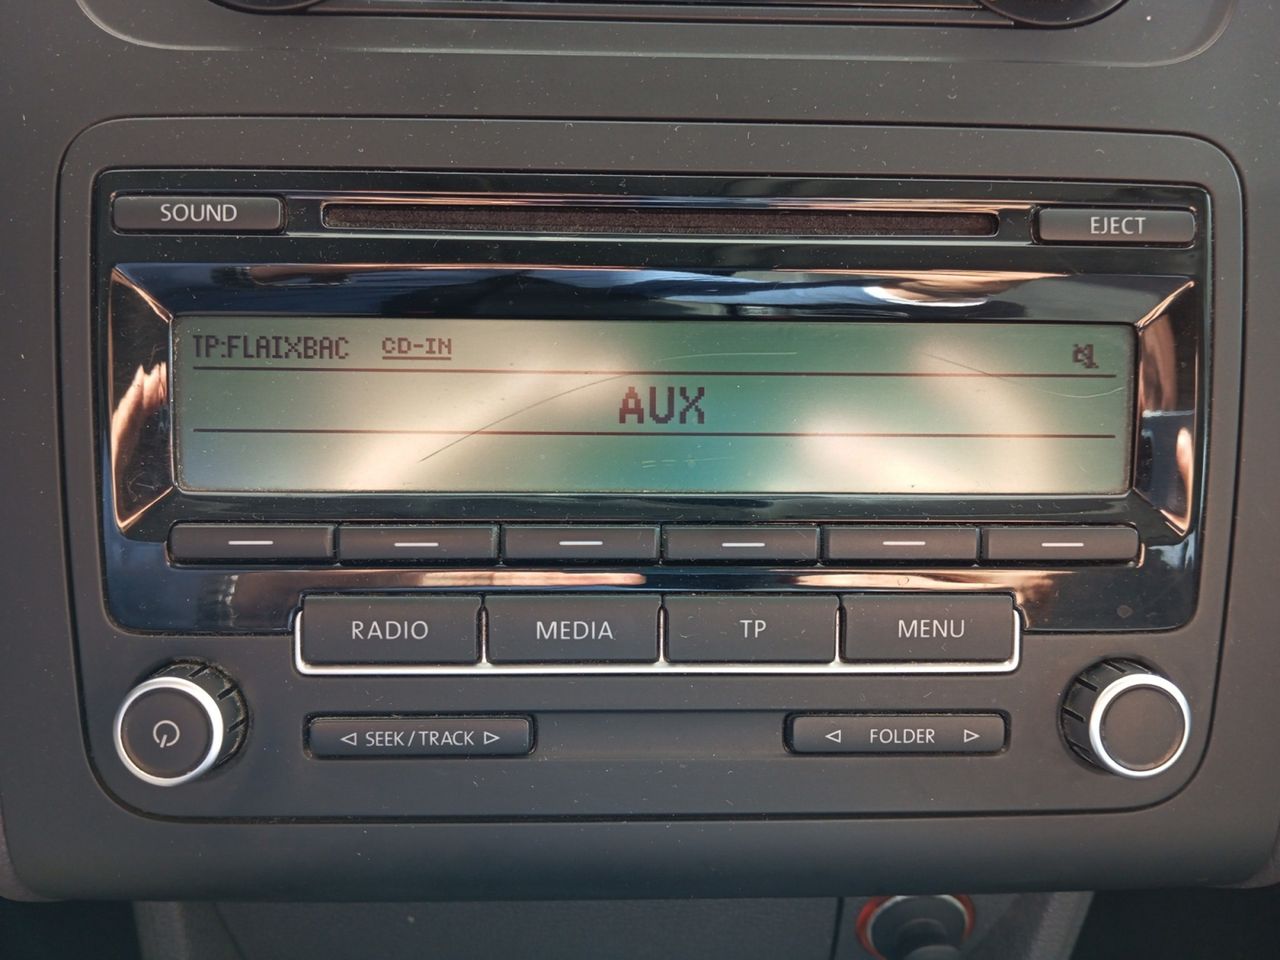 SOUND
EJECT
TP:FLAIXBAC CD-IN
AUX
RADIO MEDIA TP MENU
SEEK/TRACK FOLDER